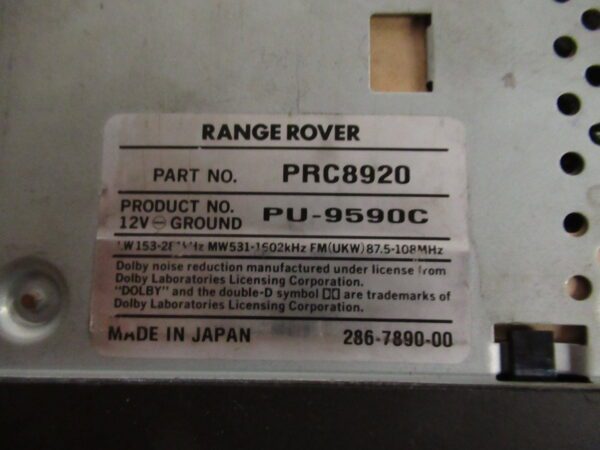 RANGE ROVER
PART NO. PRC8920
PRODUCT NO. PU-9590C
12V ⊖ GROUND
LW 153-281kHz MW531-1602kHz FM(UKW)87.5-108MHz
Dolby noise reduction manufactured under license from
Dolby Laboratories Licensing Corporation.
"DOLBY" and the double-D symbol are trademarks of
Dolby Laboratories Licensing Corporation.
MADE IN JAPAN 286-7890-00